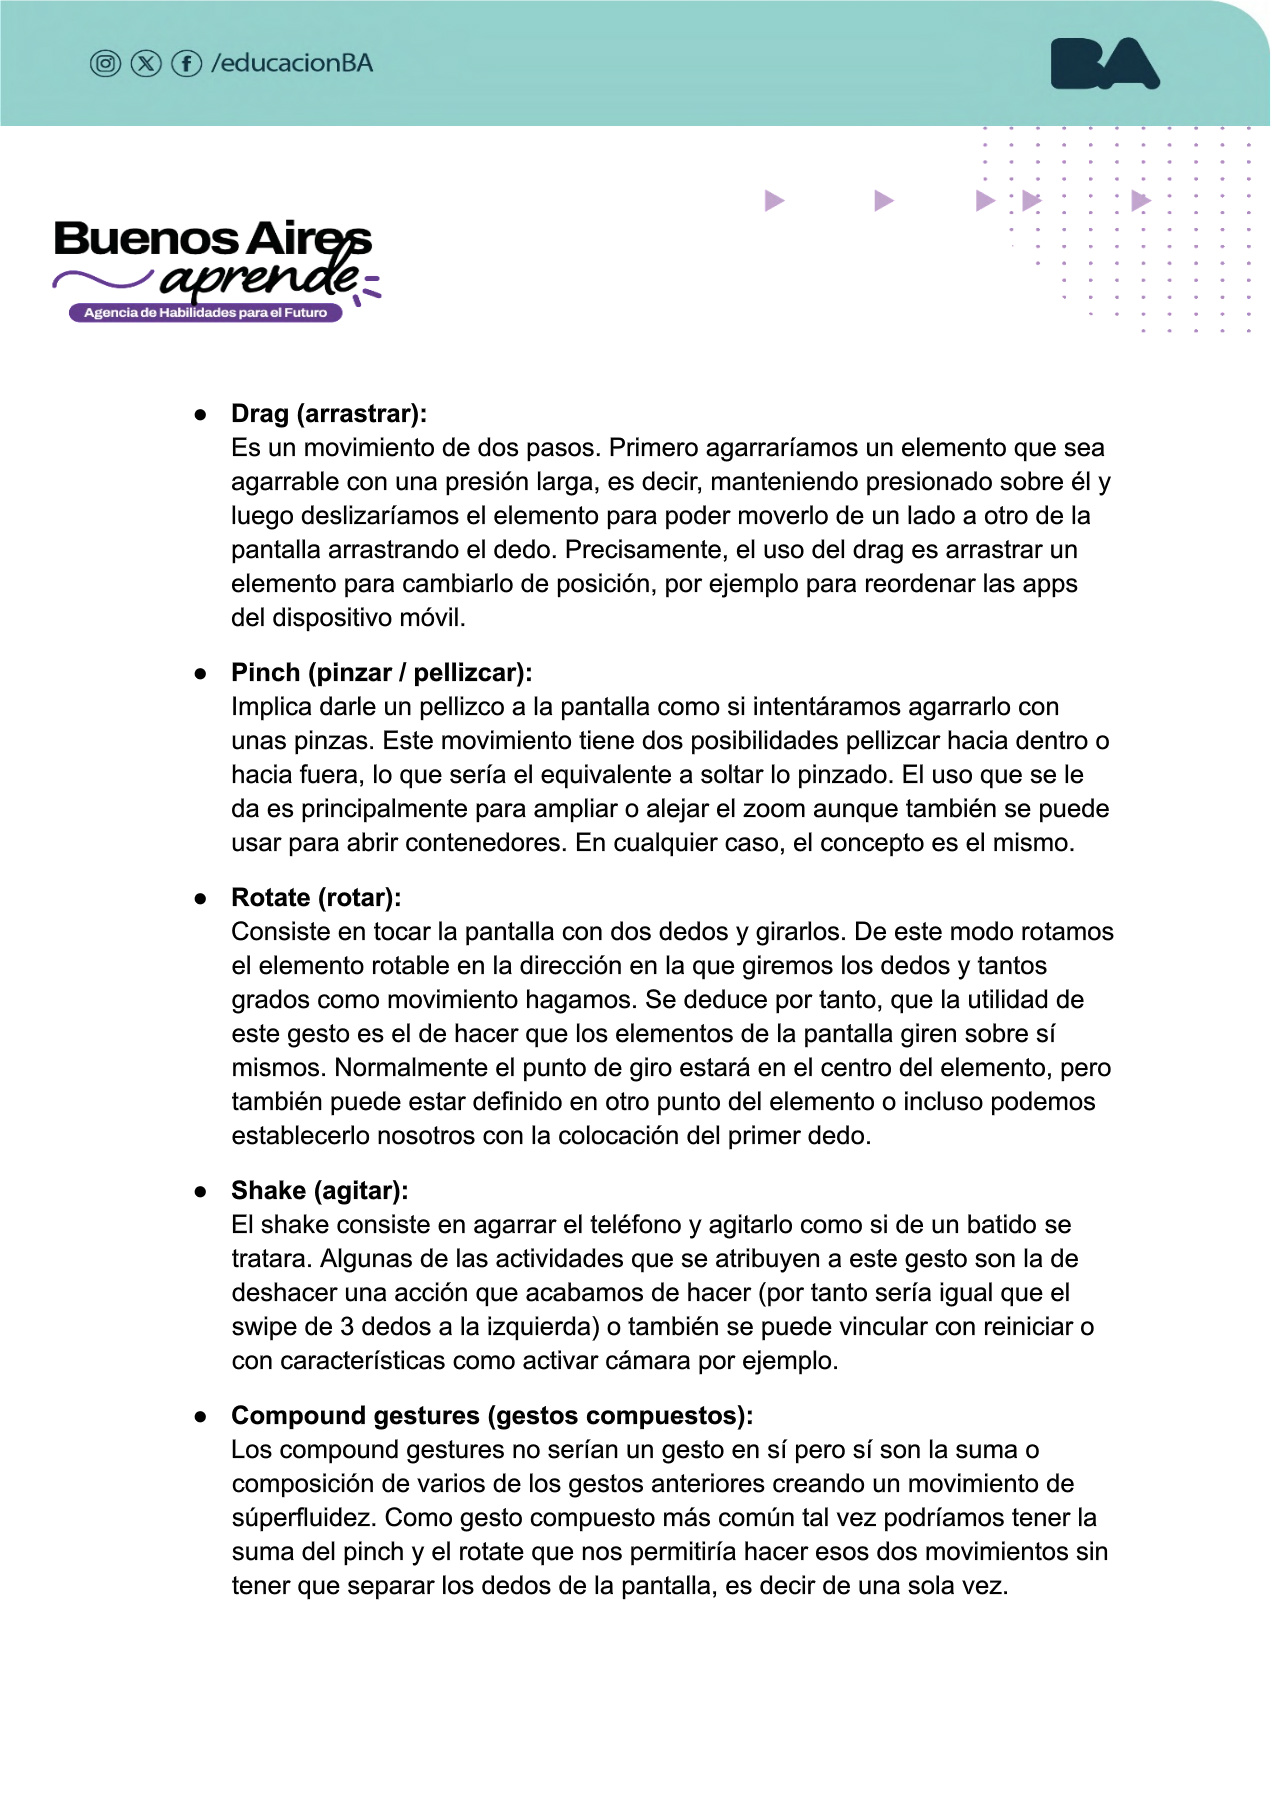 /educacionBA
BA
Buenos Aires
aprende
Agencia de Habilidades para el Futuro
● Drag (arrastrar):
Es un movimiento de dos pasos. Primero agarraríamos un elemento que sea
agarrable con una presión larga, es decir, manteniendo presionado sobre él y
luego deslizaríamos el elemento para poder moverlo de un lado a otro de la
pantalla arrastrando el dedo. Precisamente, el uso del drag es arrastrar un
elemento para cambiarlo de posición, por ejemplo para reordenar las apps
del dispositivo móvil.
● Pinch (pinzar / pellizcar):
Implica darle un pellizco a la pantalla como si intentáramos agarrarlo con
unas pinzas. Este movimiento tiene dos posibilidades pellizcar hacia dentro o
hacia fuera, lo que sería el equivalente a soltar lo pinzado. El uso que se le
da es principalmente para ampliar o alejar el zoom aunque también se puede
usar para abrir contenedores. En cualquier caso, el concepto es el mismo.
● Rotate (rotar):
Consiste en tocar la pantalla con dos dedos y girarlos. De este modo rotamos
el elemento rotable en la dirección en la que giremos los dedos y tantos
grados como movimiento hagamos. Se deduce por tanto, que la utilidad de
este gesto es el de hacer que los elementos de la pantalla giren sobre sí
mismos. Normalmente el punto de giro estará en el centro del elemento, pero
también puede estar definido en otro punto del elemento o incluso podemos
establecerlo nosotros con la colocación del primer dedo.
● Shake (agitar):
El shake consiste en agarrar el teléfono y agitarlo como si de un batido se
tratara. Algunas de las actividades que se atribuyen a este gesto son la de
deshacer una acción que acabamos de hacer (por tanto sería igual que el
swipe de 3 dedos a la izquierda) o también se puede vincular con reiniciar o
con características como activar cámara por ejemplo.
● Compound gestures (gestos compuestos):
Los compound gestures no serían un gesto en sí pero sí son la suma o
composición de varios de los gestos anteriores creando un movimiento de
súperfluidez. Como gesto compuesto más común tal vez podríamos tener la
suma del pinch y el rotate que nos permitiría hacer esos dos movimientos sin
tener que separar los dedos de la pantalla, es decir de una sola vez.